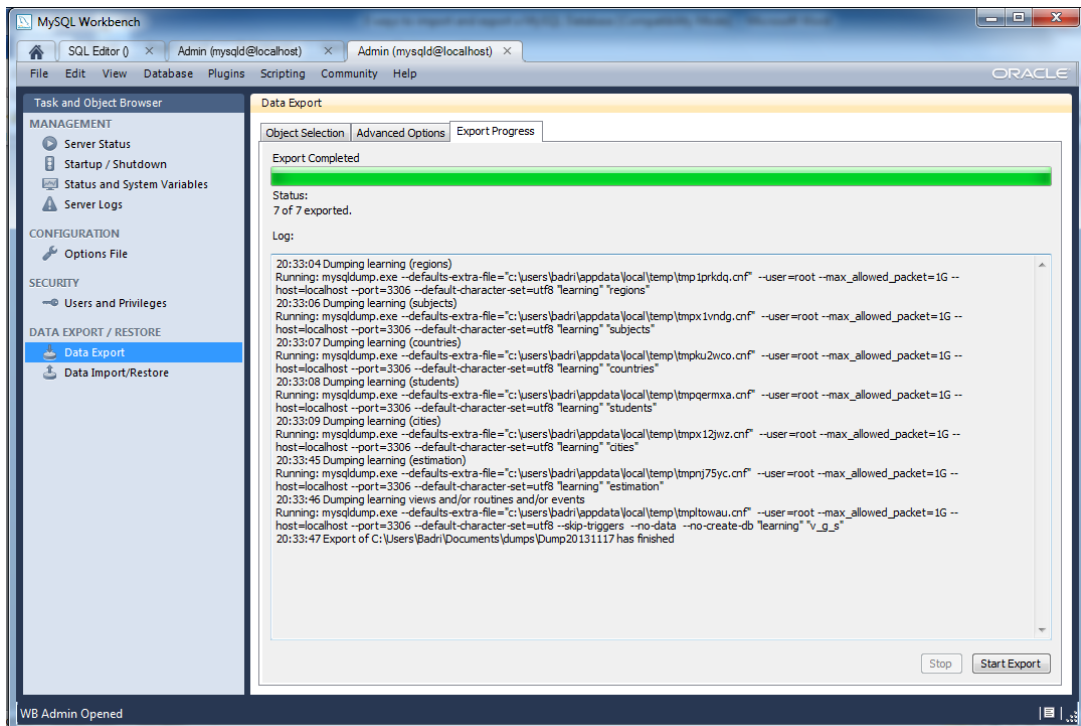 MySQL Workbench
SQL Editor ()
Admin (mysqld@localhost)
Admin (mysqld@localhost)
File Edit View Database Plugins Scripting Community Help
ORACLE
Task and Object Browser
MANAGEMENT
Server Status
Startup / Shutdown
Status and System Variables
Server Logs
CONFIGURATION
Options File
SECURITY
Users and Privileges
DATA EXPORT / RESTORE
Data Export
Data Import/Restore
Data Export
Object Selection Advanced Options Export Progress
Export Completed
Status:
7 of 7 exported.
Log:
20:33:04 Dumping learning (regions)
Running: mysqldump.exe --defaults-extra-file="c:\users\badri\appdata\local\temp\tmp1prkdq.cnf" --user=root --max_allowed_packet=1G --
host=localhost --port=3306 --default-character-set=utf8 "learning" "regions"
20:33:06 Dumping learning (subjects)
Running: mysqldump.exe --defaults-extra-file="c:\users\badri\appdata\local\temp\tmpx1vndg.cnf" --user=root --max_allowed_packet=1G --
host=localhost --port=3306 --default-character-set=utf8 "learning" "subjects"
20:33:07 Dumping learning (countries)
Running: mysqldump.exe --defaults-extra-file="c:\users\badri\appdata\local\temp\tmpku2wco.cnf" --user=root --max_allowed_packet=1G --
host=localhost --port=3306 --default-character-set=utf8 "learning" "countries"
20:33:08 Dumping learning (students)
Running: mysqldump.exe --defaults-extra-file="c:\users\badri\appdata\local\temp\tmpqermxa.cnf" --user=root --max_allowed_packet=1G --
host=localhost --port=3306 --default-character-set=utf8 "learning" "students"
20:33:09 Dumping learning (cities)
Running: mysqldump.exe --defaults-extra-file="c:\users\badri\appdata\local\temp\tmpx12jwz.cnf" --user=root --max_allowed_packet=1G --
host=localhost --port=3306 --default-character-set=utf8 "learning" "cities"
20:33:45 Dumping learning (estimation)
Running: mysqldump.exe --defaults-extra-file="c:\users\badri\appdata\local\temp\tmpnj75yc.cnf" --user=root --max_allowed_packet=1G --
host=localhost --port=3306 --default-character-set=utf8 "learning" "estimation"
20:33:46 Dumping learning views and/or routines and/or events
Running: mysqldump.exe --defaults-extra-file="c:\users\badri\appdata\local\temp\tmpltowau.cnf" --user=root --max_allowed_packet=1G --
host=localhost --port=3306 --default-character-set=utf8 --skip-triggers --no-data --no-create-db "learning" "v_g_s"
20:33:47 Export of C:\Users\Badri\Documents\dumps\Dump20131117 has finished
Stop Start Export
WB Admin Opened